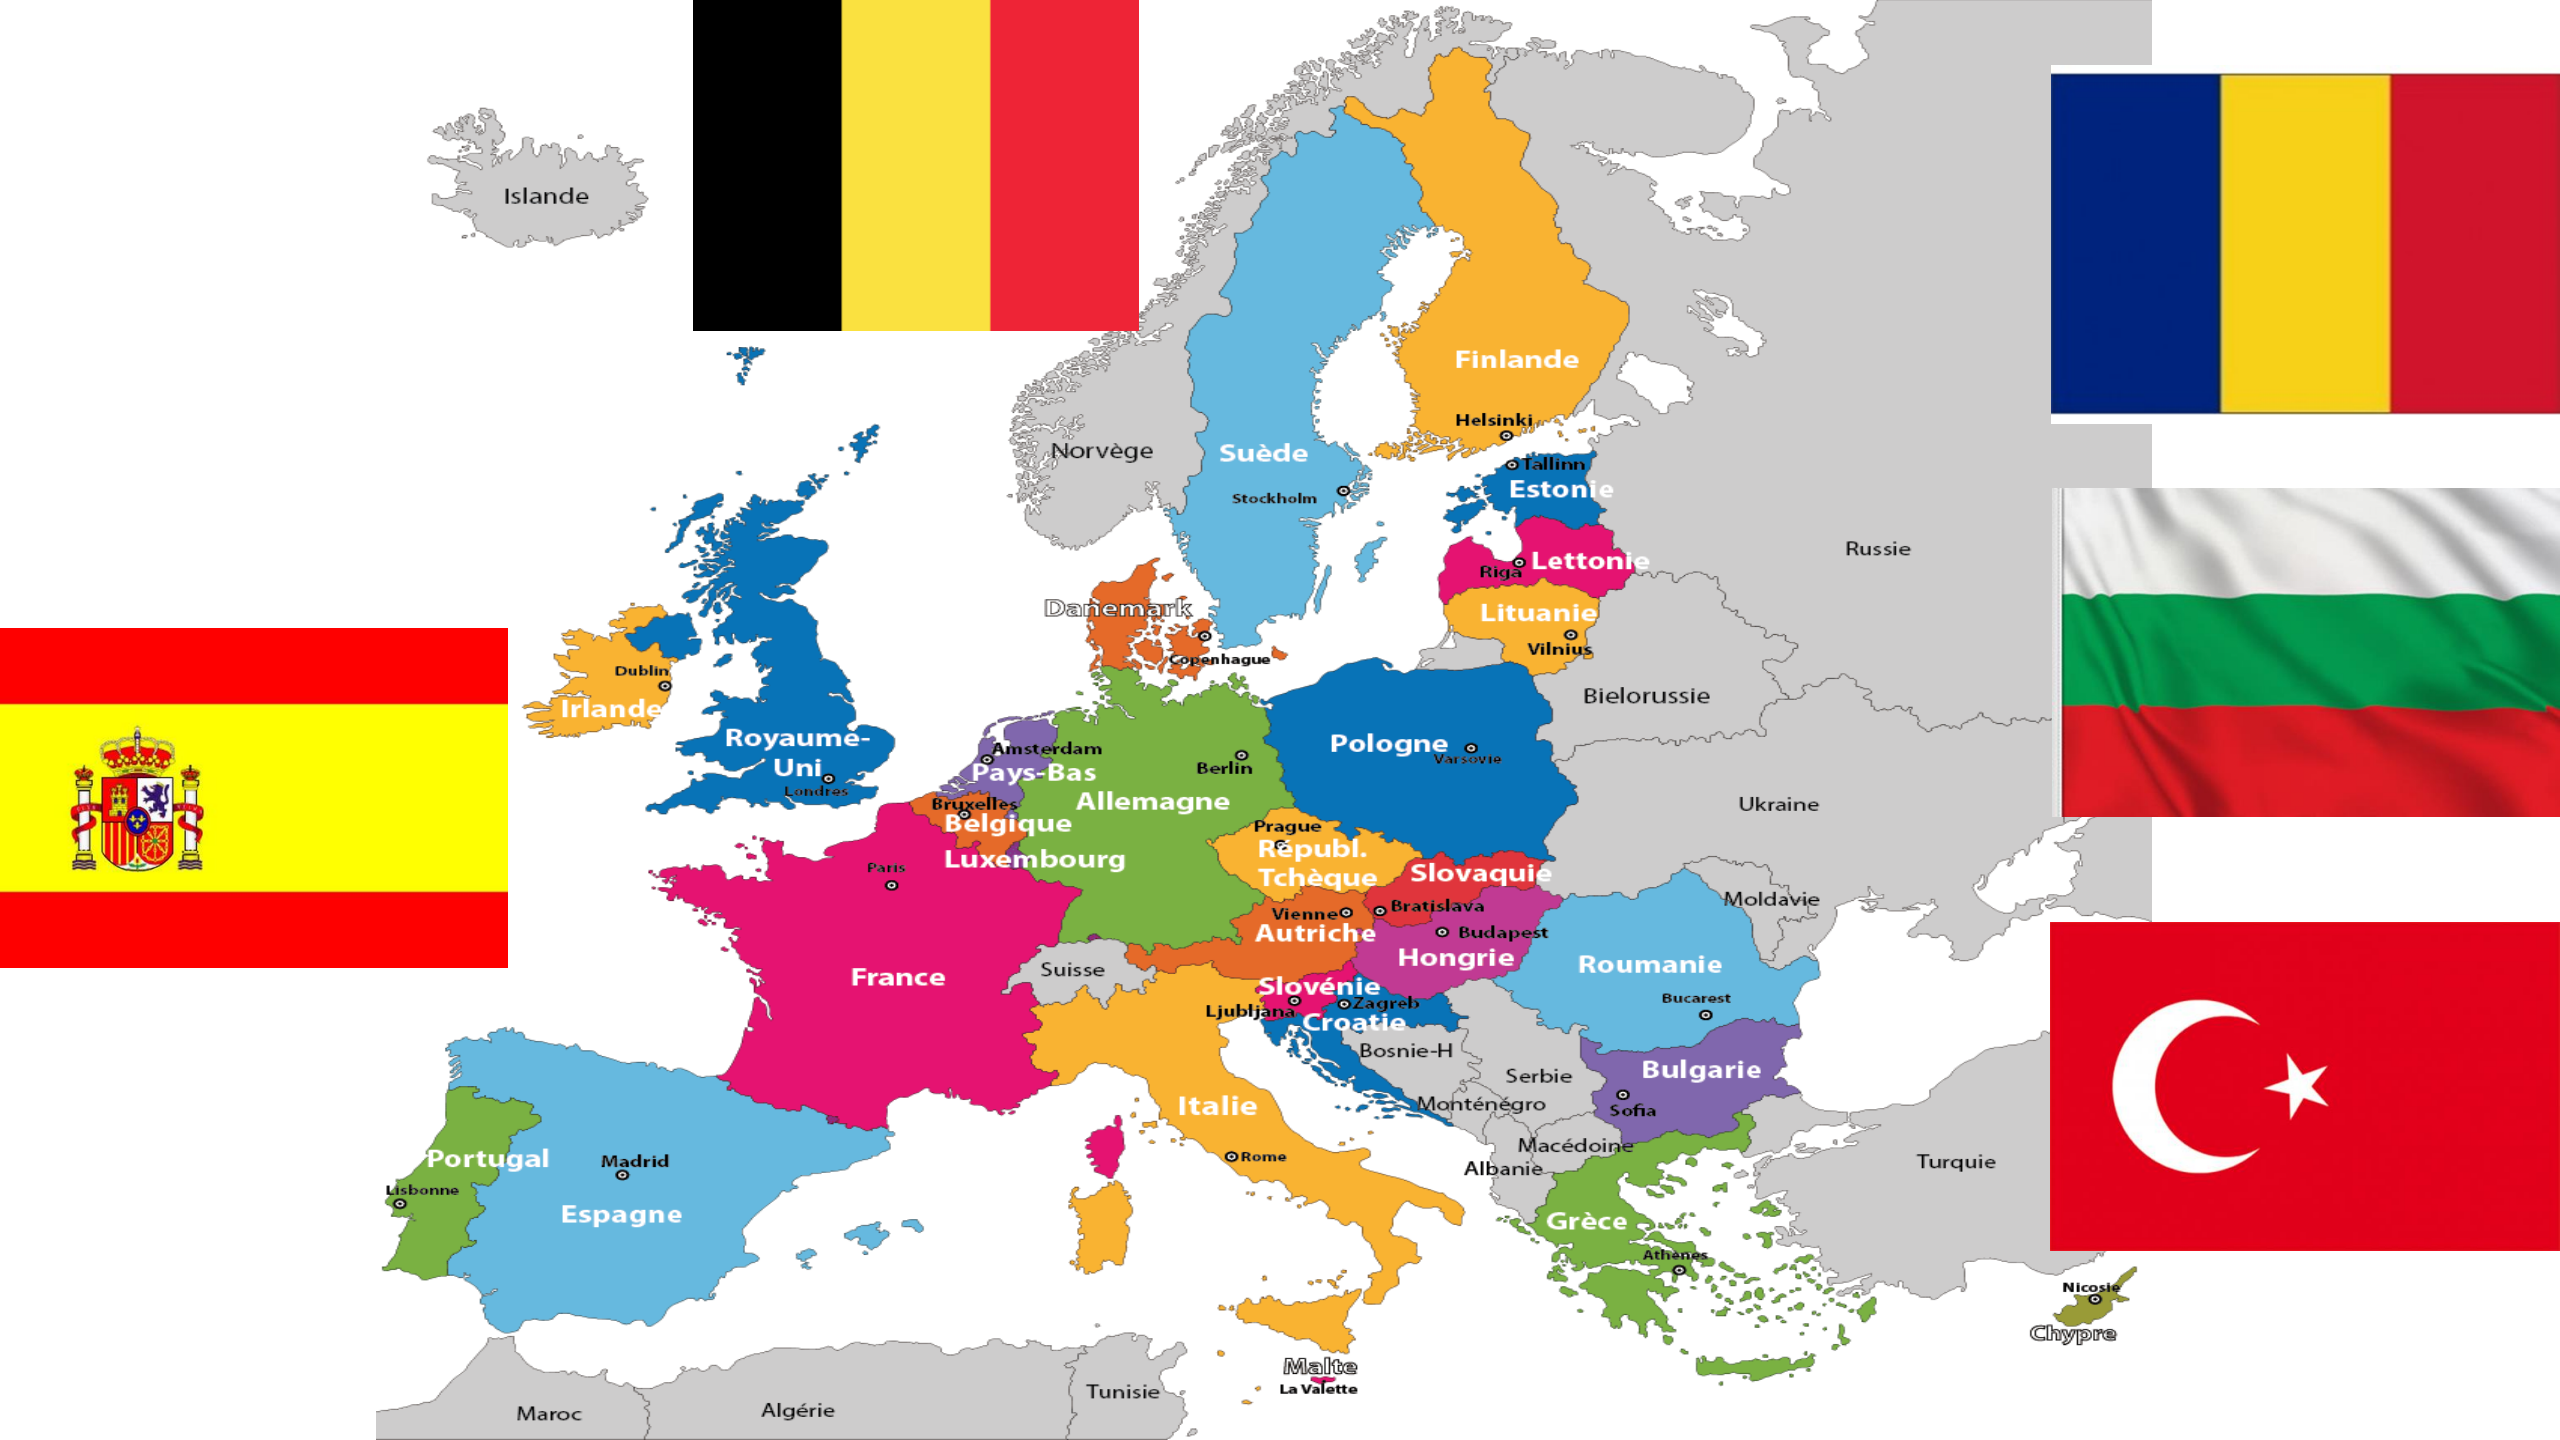 Islande
Finlande
Helsinki
Norvège
Suède
Stockholm
Tallinn
Estonie
Russie
Lettonie
Riga
Danemark
Lituanie
Vilnius
Copenhague
Dublin
Irlande
Bielorussie
Royaume-
Uni
Londres
Amsterdam
Pays-Bas
Berlin
Allemagne
Pologne
Varsovie
Bruxelles
Belgique
Luxembourg
Ukraine
Prague
Républ.
Tchèque
Slovaquie
Paris
Vienne
Bratislava
Autriche
Budapest
Hongrie
Moldavie
Suisse
France
Roumanie
Bucarest
Slovénie
Ljubljana
Zagreb
Croatie
Bosnie-H
Serbie
Bulgarie
Sofia
Monténégro
Italie
Rome
Macédoine
Albanie
Portugal
Lisbonne
Madrid
Espagne
Turquie
Grèce
Athènes
Nicosie
Chypre
Malte
La Valette
Maroc
Algérie
Tunisie